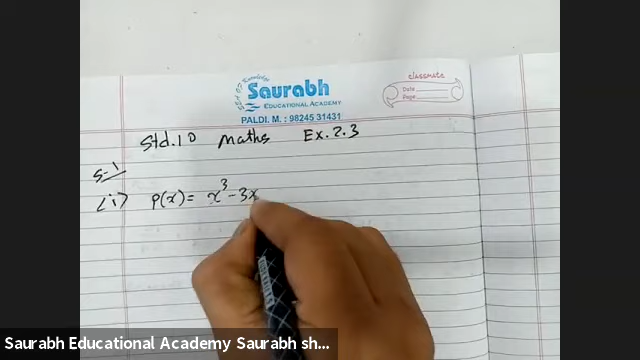 classmate
Date
Page
Knowledge
Saurabh
EDUCATIONAL ACADEMY
PALDI. M. : 98245 31431
Std.10 maths Ex.2.3
S-1
(i) p(x) = x³ - 3x
Saurabh Educational Academy Saurabh sh...